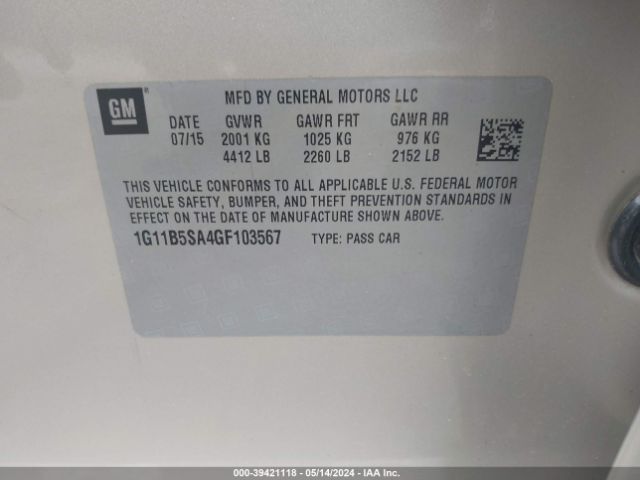 GM ®
MFD BY GENERAL MOTORS LLC
DATE GVWR GAWR FRT GAWR RR
07/15 2001 KG 1025 KG 976 KG
4412 LB 2260 LB 2152 LB
THIS VEHICLE CONFORMS TO ALL APPLICABLE U.S. FEDERAL MOTOR
VEHICLE SAFETY, BUMPER, AND THEFT PREVENTION STANDARDS IN
EFFECT ON THE DATE OF MANUFACTURE SHOWN ABOVE.
1G11B5SA4GF103567 TYPE: PASS CAR
000-39421118 - 05/14/2024 - IAA Inc.